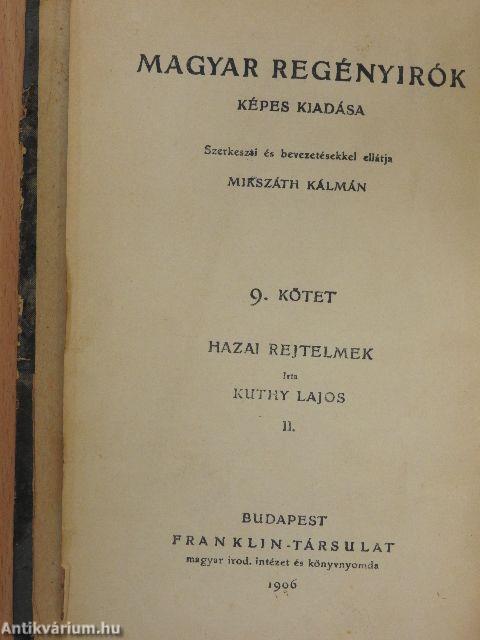 MAGYAR REGÉNYIRÓK
KÉPES KIADÁSA
Szerkeszti és bevezetésekkel ellátja
MIKSZÁTH KÁLMÁN
9. KÖTET
HAZAI REJTELMEK
Irta
KUTHY LAJOS
II.
BUDAPEST
FRANKLIN-TÁRSULAT
magyar irod. intézet és könyvnyomda
1906
Antikvárium.hu